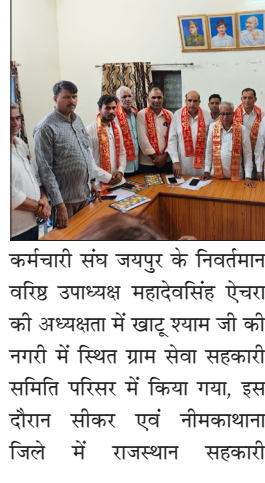 कर्मचारी संघ जयपुर के निवर्तमान
वरिष्ठ उपाध्यक्ष महादेवसिंह ऐचरा
की अध्यक्षता में खाटू श्याम जी की
नगरी में स्थित ग्राम सेवा सहकारी
समिति परिसर में किया गया, इस
दौरान सीकर एवं नीमकाथाना
जिले में राजस्थान सहकारी